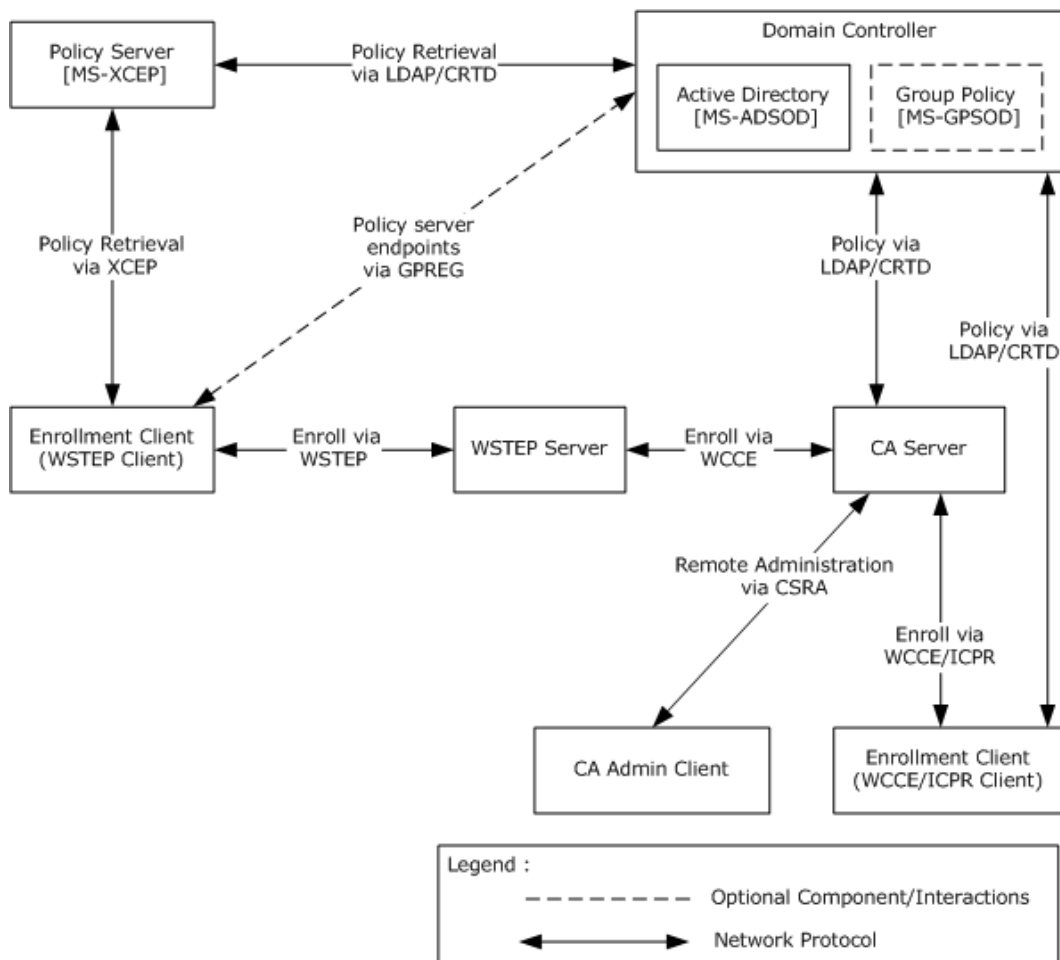 Policy Server
[MS-XCEP]
Policy Retrieval
via LDAP/CRTD
Domain Controller
Active Directory
[MS-ADSOD]
Group Policy
[MS-GPSOD]
Policy Retrieval
via XCEP
Policy server
endpoints
via GPREG
Policy via
LDAP/CRTD
Policy via
LDAP/CRTD
Enrollment Client
(WSTEP Client)
Enroll via
WSTEP
WSTEP Server
Enroll via
WCCE
CA Server
Remote Administration
via CSRA
Enroll via
WCCE/ICPR
CA Admin Client
Enrollment Client
(WCCE/ICPR Client)
Legend :
Optional Component/Interactions
Network Protocol